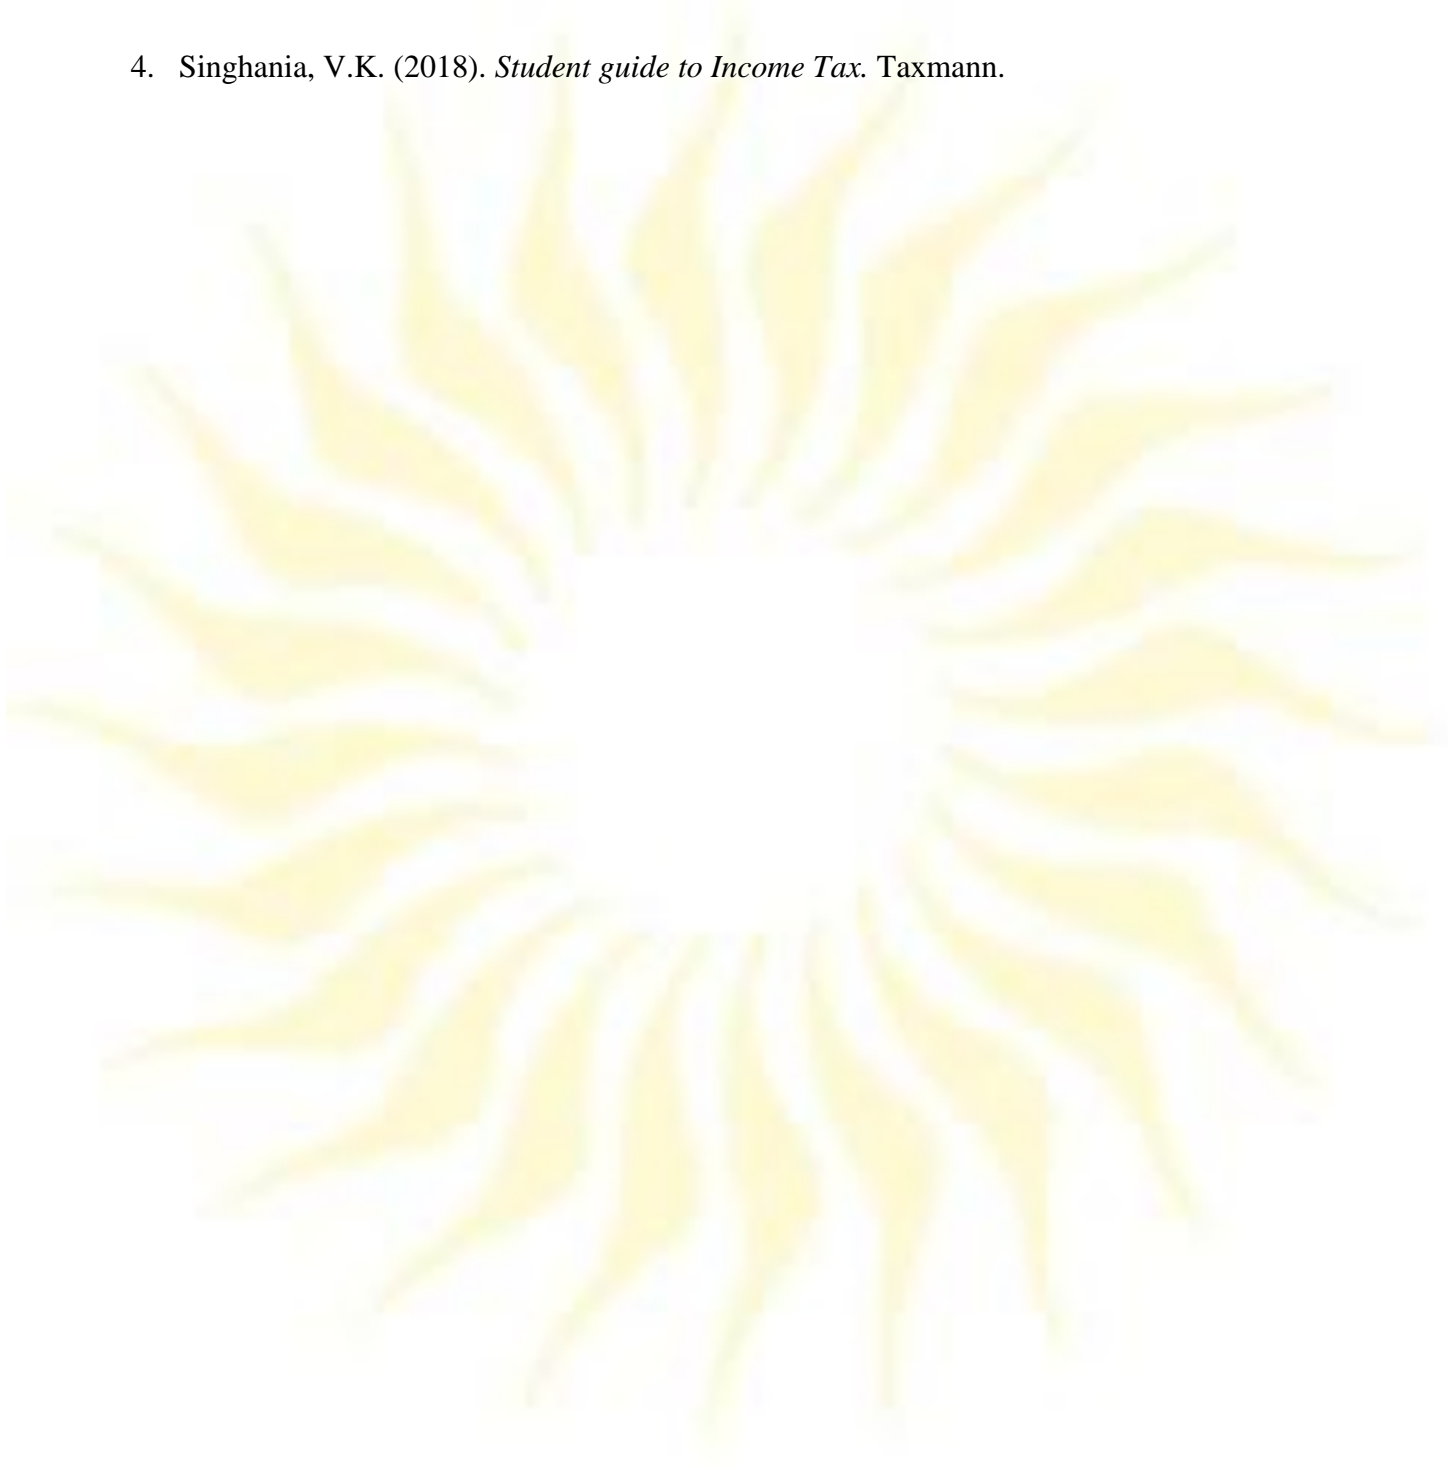 4. Singhania, V.K. (2018). Student guide to Income Tax. Taxmann.